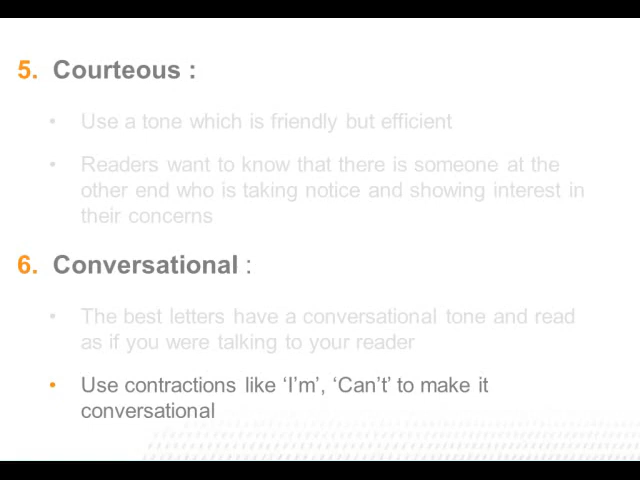 5. Courteous :
• Use a tone which is friendly but efficient
• Readers want to know that there is someone at the
other end who is taking notice and showing interest in
their concerns
6. Conversational :
• The best letters have a conversational tone and read
as if you were talking to your reader
• Use contractions like ‘I’m’, ‘Can’t’ to make it
conversational